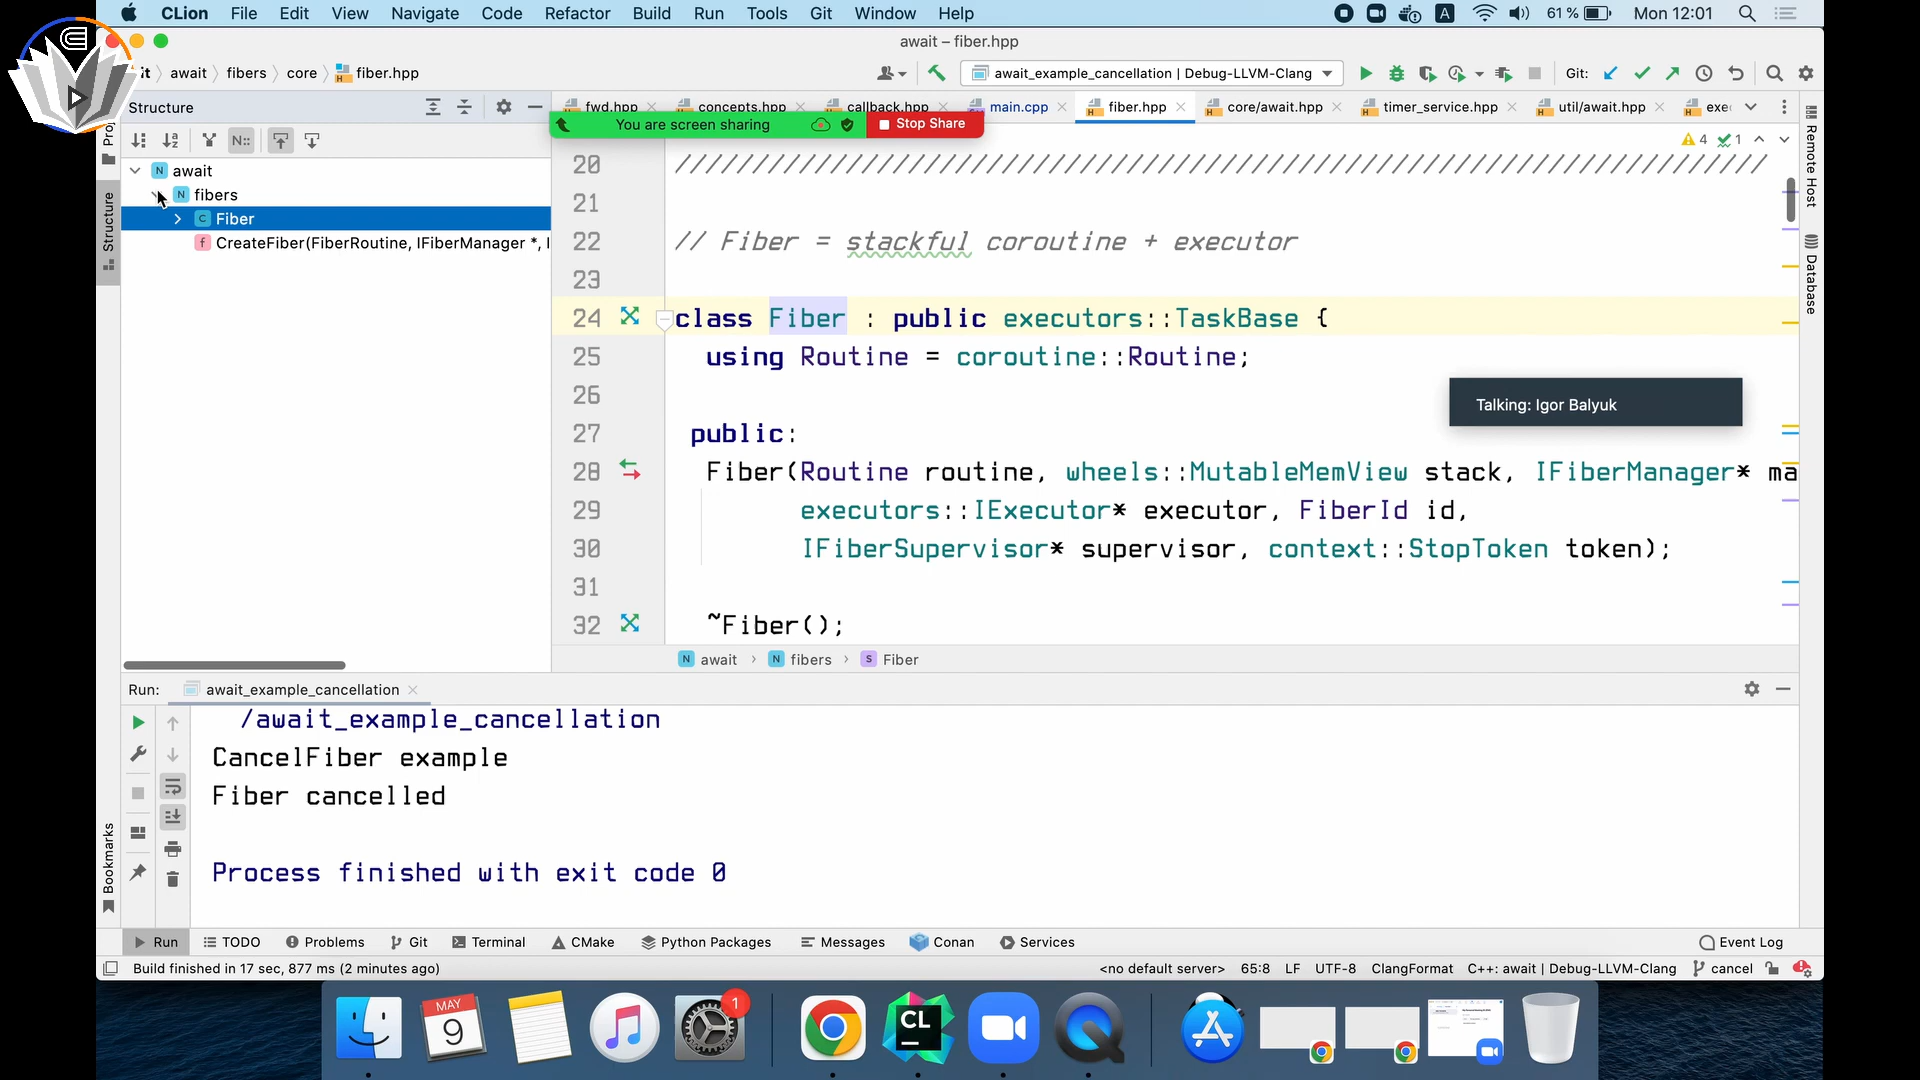 CLion File Edit View Navigate Code Refactor Build Run Tools Git Window Help A 61 % Mon 12:01
await – fiber.hpp
await fibers core fiber.hpp await_example_cancellation | Debug-LLVM-Clang Git:
Structure fwd.hpp concepts.hpp callback.hpp main.cpp fiber.hpp core/await.hpp timer_service.hpp util/await.hpp
You are screen sharing Stop Share
4 1
N await
N fibers
C Fiber
f CreateFiber(FiberRoutine, IFiberManager *, I
20 //////////////////////////////////////////////////////////////////////
21
22 // Fiber = stackful coroutine + executor
23
24 class Fiber : public executors::TaskBase {
25 using Routine = coroutine::Routine;
26
27 public:
28 Fiber(Routine routine, wheels::MutableMemView stack, IFiberManager* ma
29 executors::IExecutor* executor, FiberId id,
30 IFiberSupervisor* supervisor, context::StopToken token);
31
32 ~Fiber();
Talking: Igor Balyuk
N await N fibers S Fiber
Structure
Bookmarks
Remote Host
Database
Run: await_example_cancellation
/await_example_cancellation
CancelFiber example
Fiber cancelled
Process finished with exit code 0
Run TODO Problems Git Terminal CMake Python Packages Messages Conan Services Event Log
Build finished in 17 sec, 877 ms (2 minutes ago) <no default server> 65:8 LF UTF-8 ClangFormat C++: await | Debug-LLVM-Clang cancel
MAY
9
1
CL